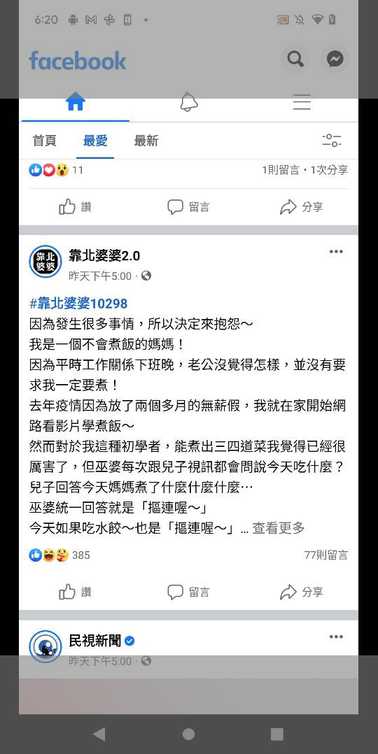 6:20
facebook
首頁 最愛 最新
11 1則留言・1次分享
讚 留言 分享
靠北婆婆
靠北婆婆2.0
昨天下午5:00
#靠北婆婆10298
因為發生很多事情，所以決定來抱怨～
我是一個不會煮飯的媽媽！
因為平時工作關係下班晚，老公沒覺得怎樣，並沒有要
求我一定要煮！
去年疫情因為放了兩個多月的無薪假，我就在家開始網
路看影片學煮飯～
然而對於我這種初學者，能煮出三四道菜我覺得已經很
厲害了，但巫婆每次跟兒子視訊都會問說今天吃什麼？
兒子回答今天媽媽煮了什麼什麼什麼⋯
巫婆統一回答就是「摳連喔～」
今天如果吃水餃～也是「摳連喔～」... 查看更多
385 77則留言
讚 留言 分享
民視新聞
昨天下午5:00